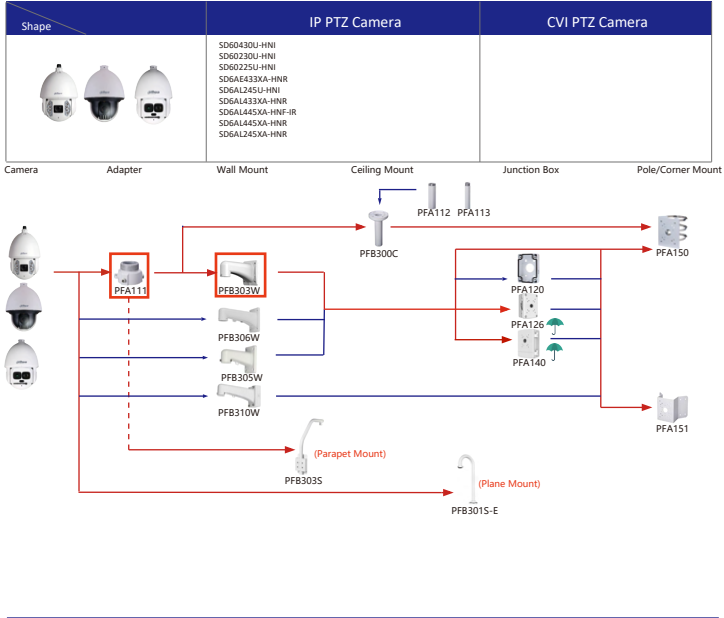 Shape
IP PTZ Camera
CVI PTZ Camera
SD60430U-HNI
SD60230U-HNI
SD60225U-HNI
SD6AE433XA-HNR
SD6AL245U-HNI
SD6AL433XA-HNR
SD6AL445XA-HNF-IR
SD6AL445XA-HNR
SD6AL245XA-HNR
Camera
Adapter
Wall Mount
Ceiling Mount
Junction Box
Pole/Corner Mount
PFA112
PFA113
PFB300C
PFA150
PFA111
PFB303W
PFA120
PFA126
PFB306W
PFA140
PFB305W
PFB310W
PFA151
(Parapet Mount)
PFB303S
(Plane Mount)
PFB301S-E